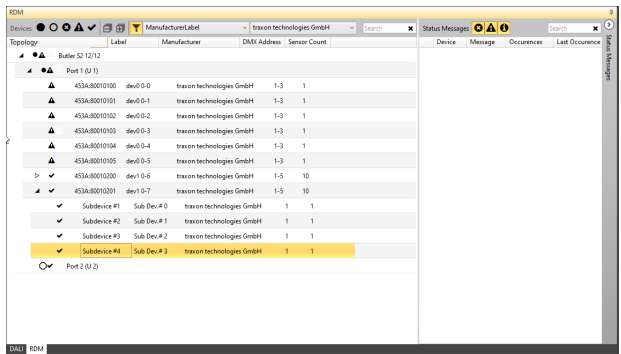 RDM
Devices ManufacturerLabel traxon technologies GmbH Search Status Messages Search
Topology Label Manufacturer DMX Address Sensor Count Device Message Occurences Last Occurence
Status Messages
Butler S2 12/12
Port 1 (U 1)
453A:80010100 dev0 0-0 traxon technologies GmbH 1-3 1
453A:80010101 dev0 0-1 traxon technologies GmbH 1-3 1
453A:80010102 dev0 0-2 traxon technologies GmbH 1-3 1
453A:80010103 dev0 0-3 traxon technologies GmbH 1-3 1
453A:80010104 dev0 0-4 traxon technologies GmbH 1-3 1
453A:80010105 dev0 0-5 traxon technologies GmbH 1-3 1
453A:80010200 dev1 0-6 traxon technologies GmbH 1-5 10
453A:80010201 dev1 0-7 traxon technologies GmbH 1-5 10
Subdevice #1 Sub Dev.# 0 traxon technologies GmbH 1 1
Subdevice #2 Sub Dev.# 1 traxon technologies GmbH 1 1
Subdevice #3 Sub Dev.# 2 traxon technologies GmbH 1 1
Subdevice #4 Sub Dev.# 3 traxon technologies GmbH 1 1
Port 2 (U 2)
DALI RDM